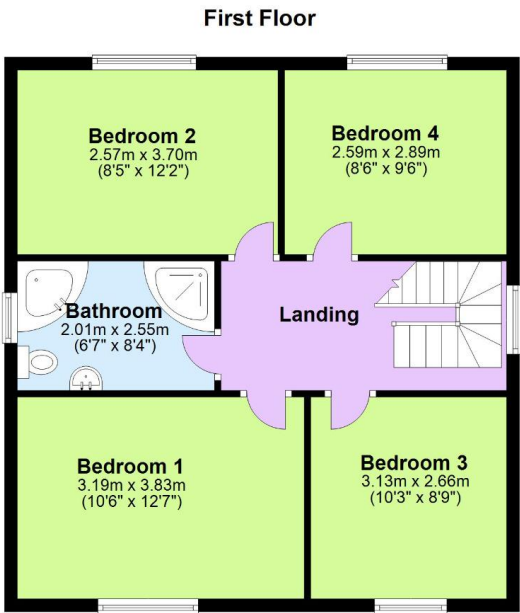 First Floor
Bedroom 2
2.57m x 3.70m
(8'5" x 12'2")
Bedroom 4
2.59m x 2.89m
(8'6" x 9'6")
Bathroom
2.01m x 2.55m
(6'7" x 8'4")
Landing
Bedroom 1
3.19m x 3.83m
(10'6" x 12'7")
Bedroom 3
3.13m x 2.66m
(10'3" x 8'9")